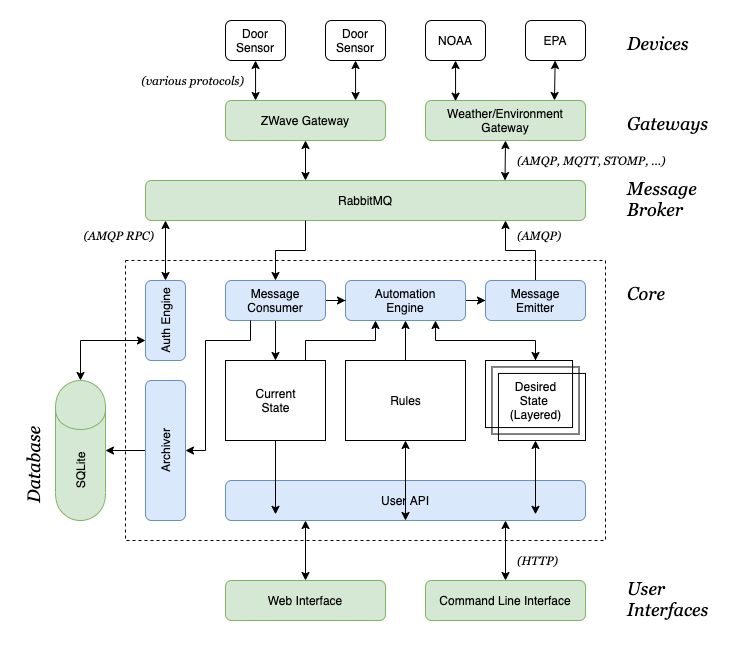 Door
Sensor
Door
Sensor
NOAA
EPA
Devices
(various protocols)
ZWave Gateway
Weather/Environment
Gateway
Gateways
(AMQP, MQTT, STOMP, ...)
RabbitMQ
Message
Broker
(AMQP RPC)
(AMQP)
Auth Engine
Message
Consumer
Automation
Engine
Message
Emitter
Core
Current
State
Rules
Desired
State
(Layered)
Database
SQLite
Archiver
User API
(HTTP)
Web Interface
Command Line Interface
User
Interfaces